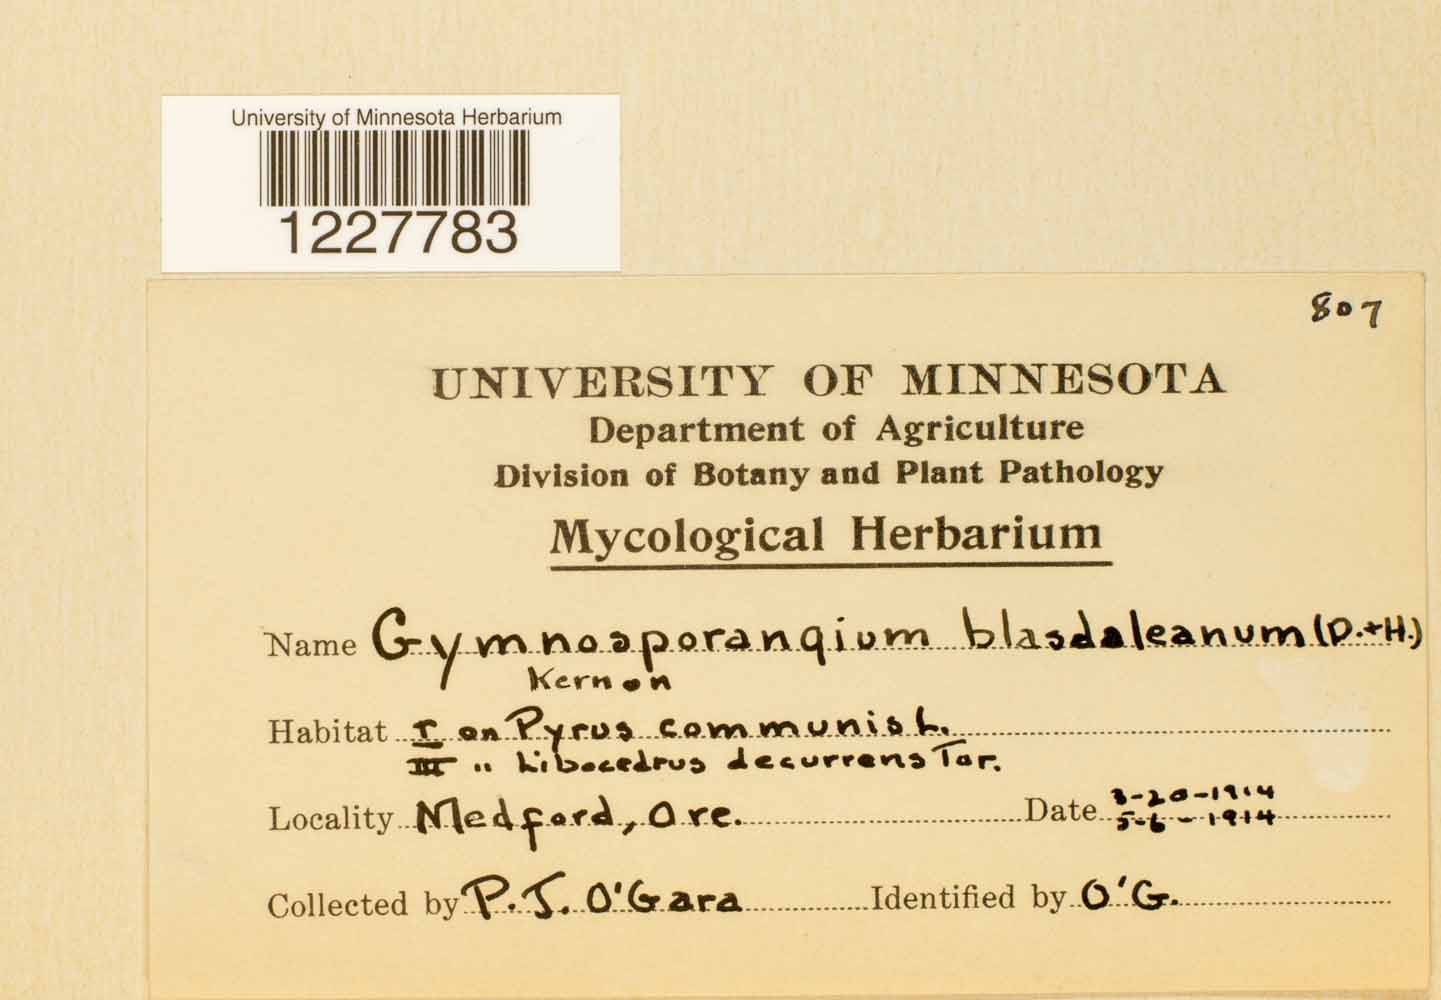 University of Minnesota Herbarium
1227783
807
UNIVERSITY OF MINNESOTA
Department of Agriculture
Division of Botany and Plant Pathology
Mycological Herbarium
Name Gymnosporangium blasdaleanum (D.+H.)
Kernon
Habitat I on Pyrus communis L.
III " Libocedrus decurrens Tor.
Locality Medford, Ore. Date 3-20-1914
5-6-1914
Collected by P.J. O'Gara Identified by O'G.